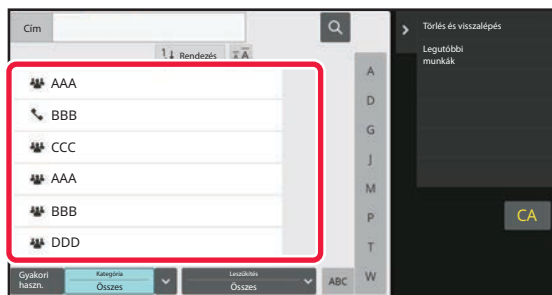 Cím
Rendezés
AAA
BBB
CCC
AAA
BBB
DDD
A
D
G
J
M
P
T
W
Gyakori
haszn.
Kategória
Összes
Leszűkítés
Összes
ABC
Törlés és visszalépés
Legutóbbi
munkák
CA